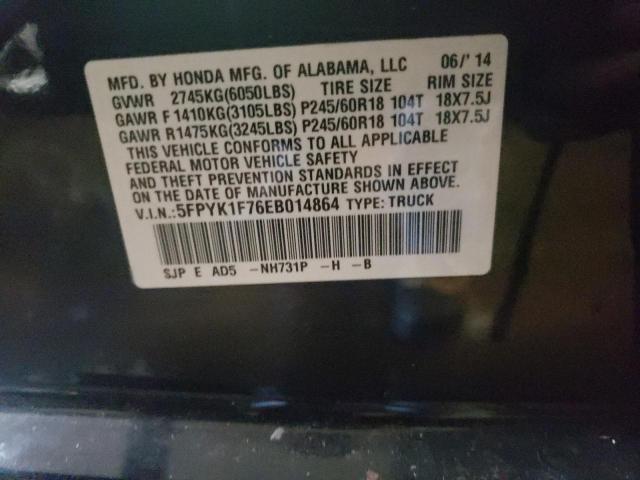 MFD. BY HONDA MFG. OF ALABAMA, LLC 06/' 14
GVWR 2745KG(6050LBS) TIRE SIZE RIM SIZE
GAWR F 1410KG(3105LBS) P245/60R18 104T 18X7.5J
GAWR R1475KG(3245LBS) P245/60R18 104T 18X7.5J
THIS VEHICLE CONFORMS TO ALL APPLICABLE
FEDERAL MOTOR VEHICLE SAFETY
AND THEFT PREVENTION STANDARDS IN EFFECT
ON THE DATE OF MANUFACTURE SHOWN ABOVE.
V.I.N.:5FPYK1F76EB014864 TYPE: TRUCK
SJP E AD5 -NH731P -H -B